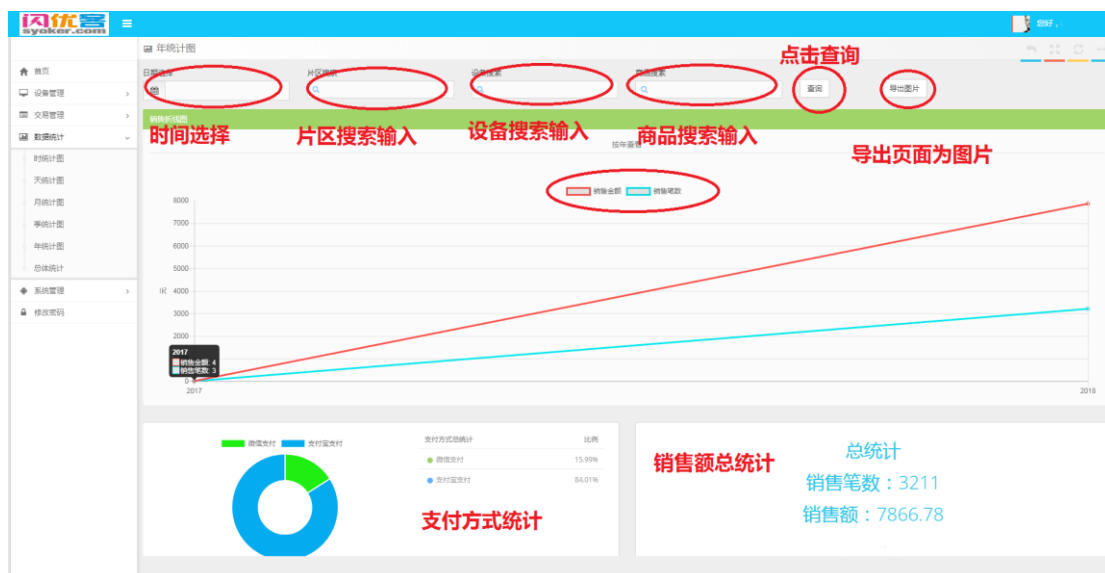 闪优客
syoker.com
您好，
年统计图
点击查询
首页
日期选择
片区搜索
设备搜索
商品搜索
设备管理
查询
导出图片
交易管理
销售折线图
数据统计
时间选择
片区搜索输入
设备搜索输入
商品搜索输入
按年查看
导出页面为图片
时统计图
天统计图
月统计图
季统计图
年统计图
总体统计
系统管理
修改密码
销售金额
销售笔数
8000
7000
6000
5000
元
4000
3000
2000
2017
销售金额: 4
销售笔数: 3
0
2017
2018
微信支付
支付宝支付
支付方式总统计
比例
微信支付
15.99%
支付宝支付
84.01%
支付方式统计
销售额总统计
总统计
销售笔数：3211
销售额：7866.78